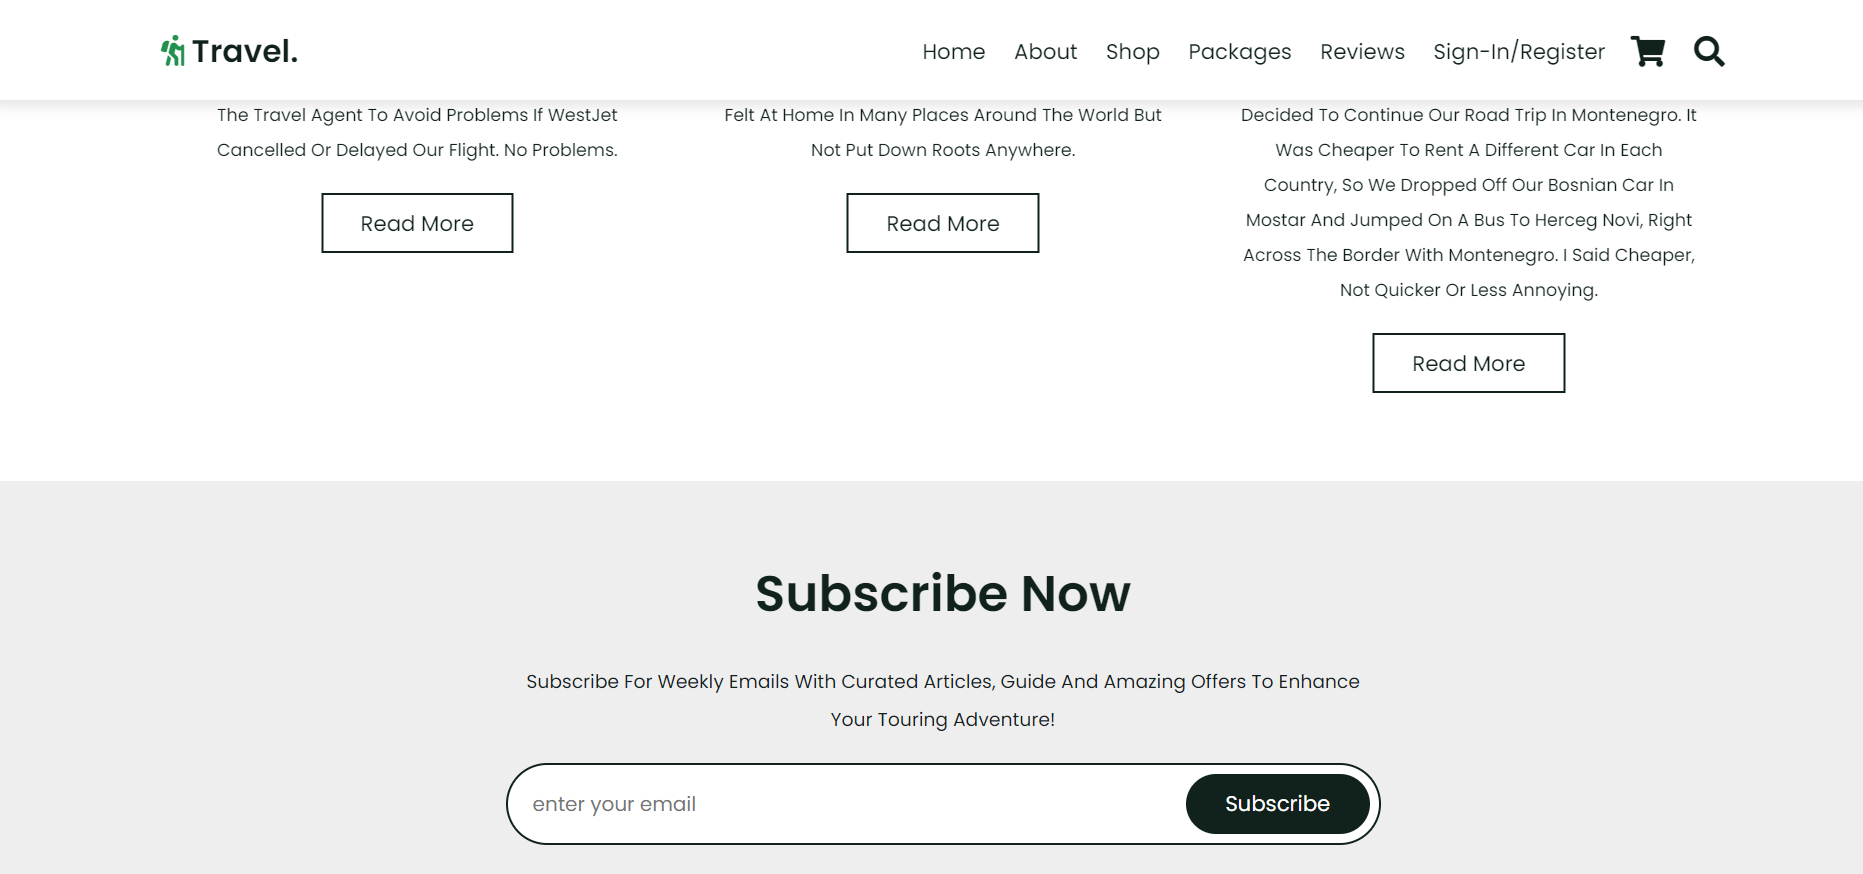 Travel.
Home About Shop Packages Reviews Sign-In/Register
The Travel Agent To Avoid Problems If WestJet
Cancelled Or Delayed Our Flight. No Problems.
Read More
Felt At Home In Many Places Around The World But
Not Put Down Roots Anywhere.
Read More
Decided To Continue Our Road Trip In Montenegro. It
Was Cheaper To Rent A Different Car In Each
Country, So We Dropped Off Our Bosnian Car In
Mostar And Jumped On A Bus To Herceg Novi, Right
Across The Border With Montenegro. I Said Cheaper,
Not Quicker Or Less Annoying.
Read More
Subscribe Now
Subscribe For Weekly Emails With Curated Articles, Guide And Amazing Offers To Enhance
Your Touring Adventure!
enter your email
Subscribe